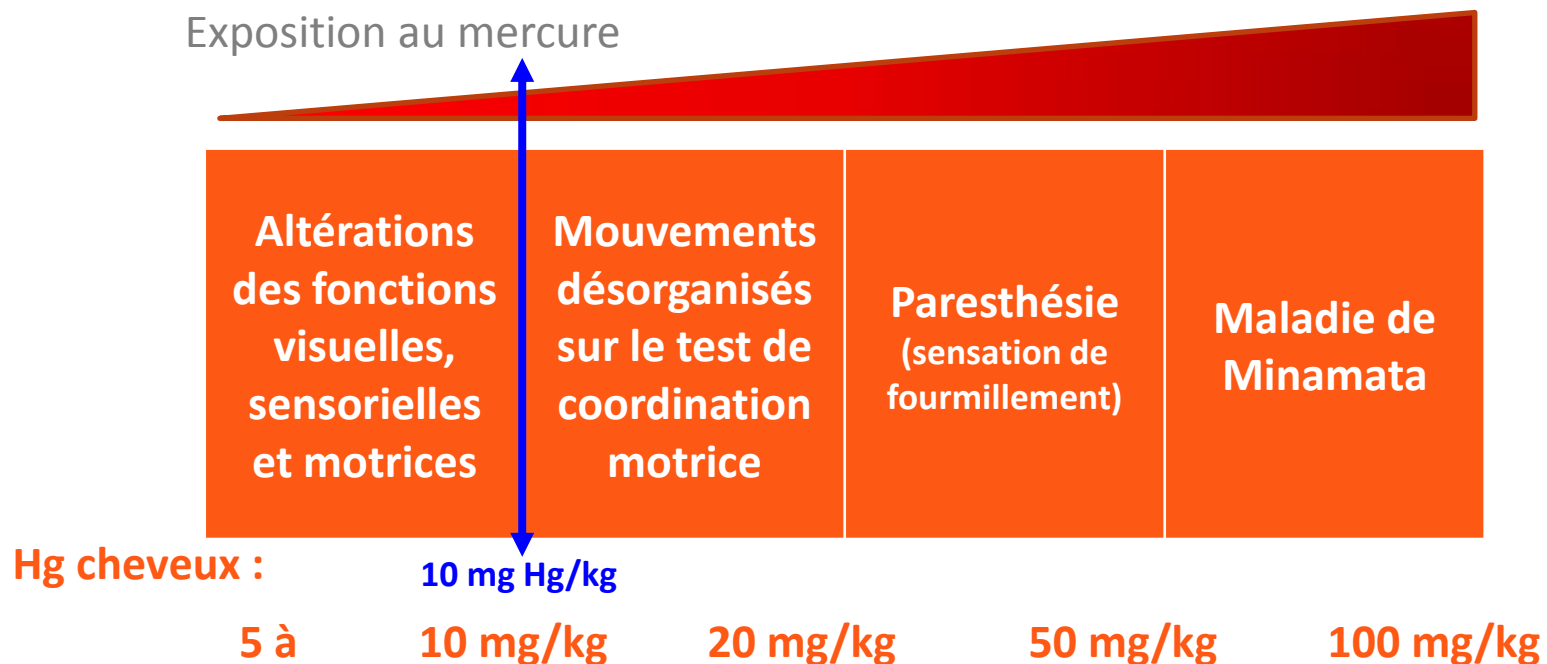 Exposition au mercure
Altérations
des fonctions
visuelles,
sensorielles
et motrices
Mouvements
désorganisés
sur le test de
coordination
motrice
Paresthésie
(sensation de
fourmillement)
Maladie de
Minamata
Hg cheveux :
10 mg Hg/kg
5 à 10 mg/kg 20 mg/kg 50 mg/kg 100 mg/kg